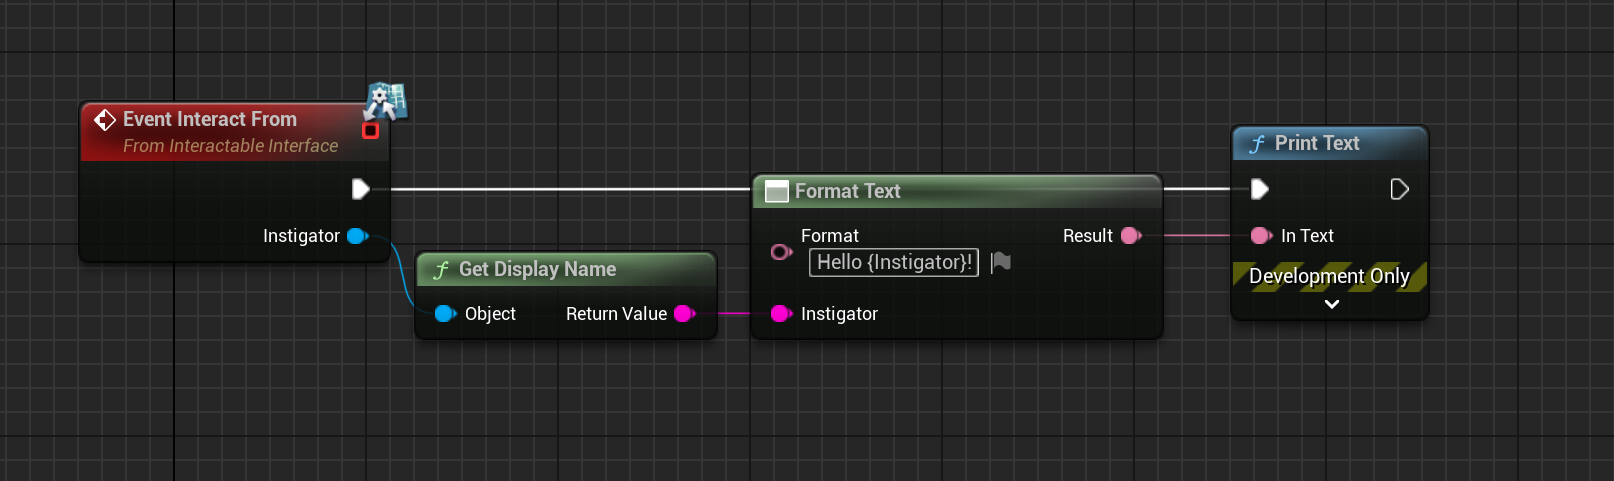 Event Interact From
From Interactable Interface
Instigator
Get Display Name
Object
Return Value
Format Text
Format
Hello {Instigator}!
Result
Instigator
Print Text
In Text
Development Only